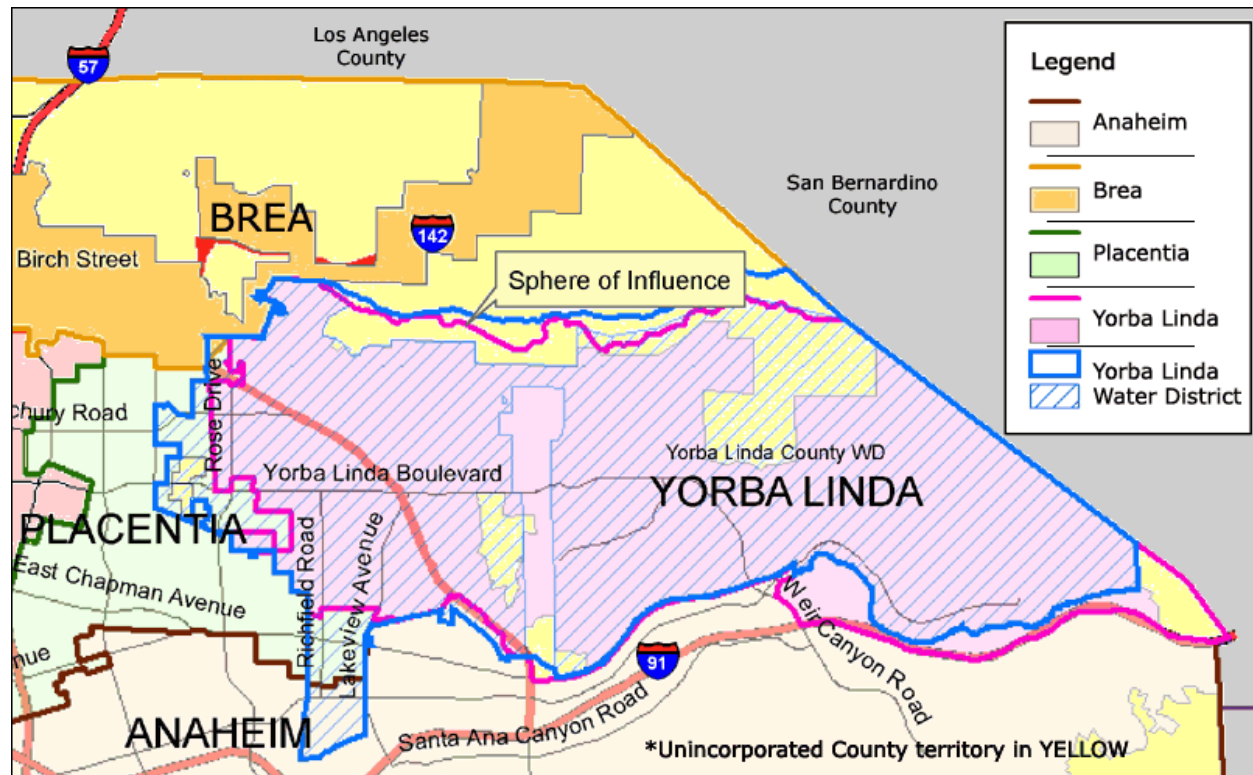 Los Angeles
County
57
Legend
Anaheim
San Bernardino
County
Brea
BREA
142
Birch Street
Placentia
Sphere of Influence
Yorba Linda
Yorba Linda
Water District
Rose Drive
chury Road
Yorba Linda County WD
Yorba Linda Boulevard
YORBA LINDA
PLACENTIA
East Chapman Avenue
Richfield Road
Lakeview Avenue
Weir Canyon Road
nue
91
ANAHEIM
Santa Ana Canyon Road
*Unincorporated County territory in YELLOW